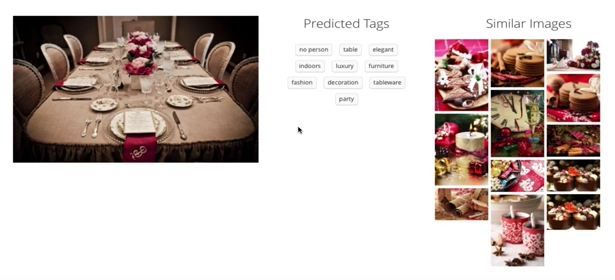 Predicted Tags
Similar Images
no person table elegant
indoors luxury furniture
fashion decoration tableware
party